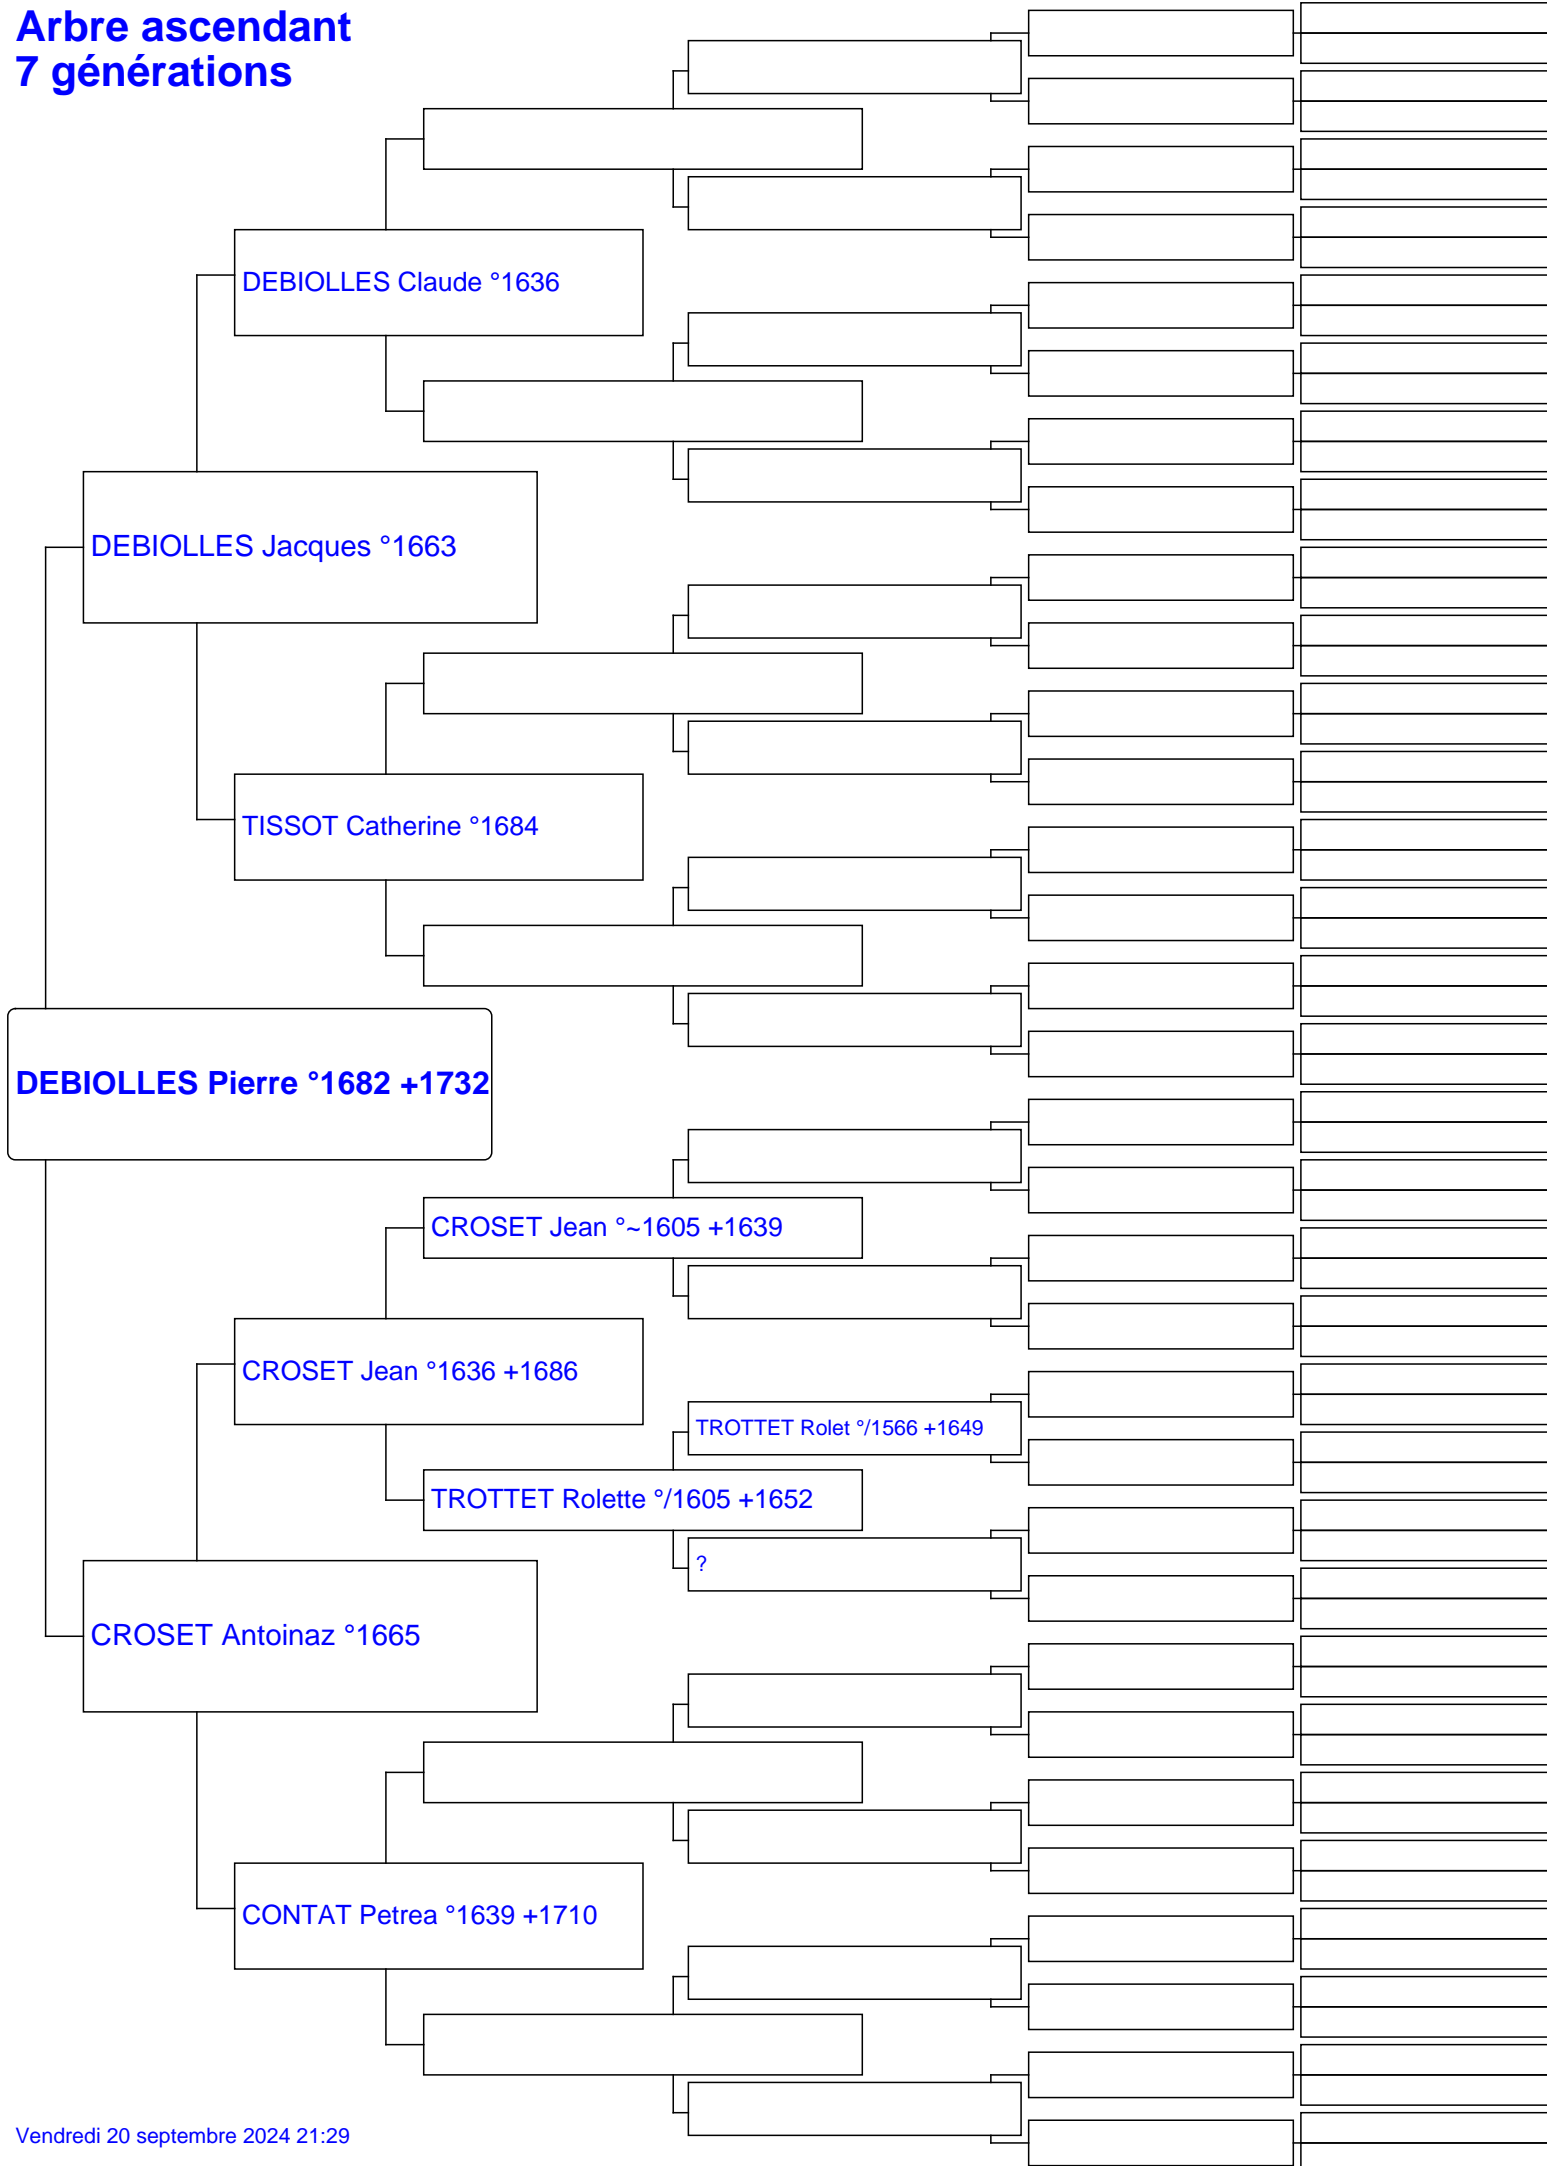 Arbre ascendant
7 générations
DEBIOLLES Claude °1636
DEBIOLLES Jacques °1663
TISSOT Catherine °1684
DEBIOLLES Pierre °1682 +1732
CROSET Jean °~1605 +1639
CROSET Jean °1636 +1686
TROTTET Rolet °/1566 +1649
TROTTET Rolette °/1605 +1652
?
CROSET Antoinaz °1665
CONTAT Petrea °1639 +1710
Vendredi 20 septembre 2024 21:29